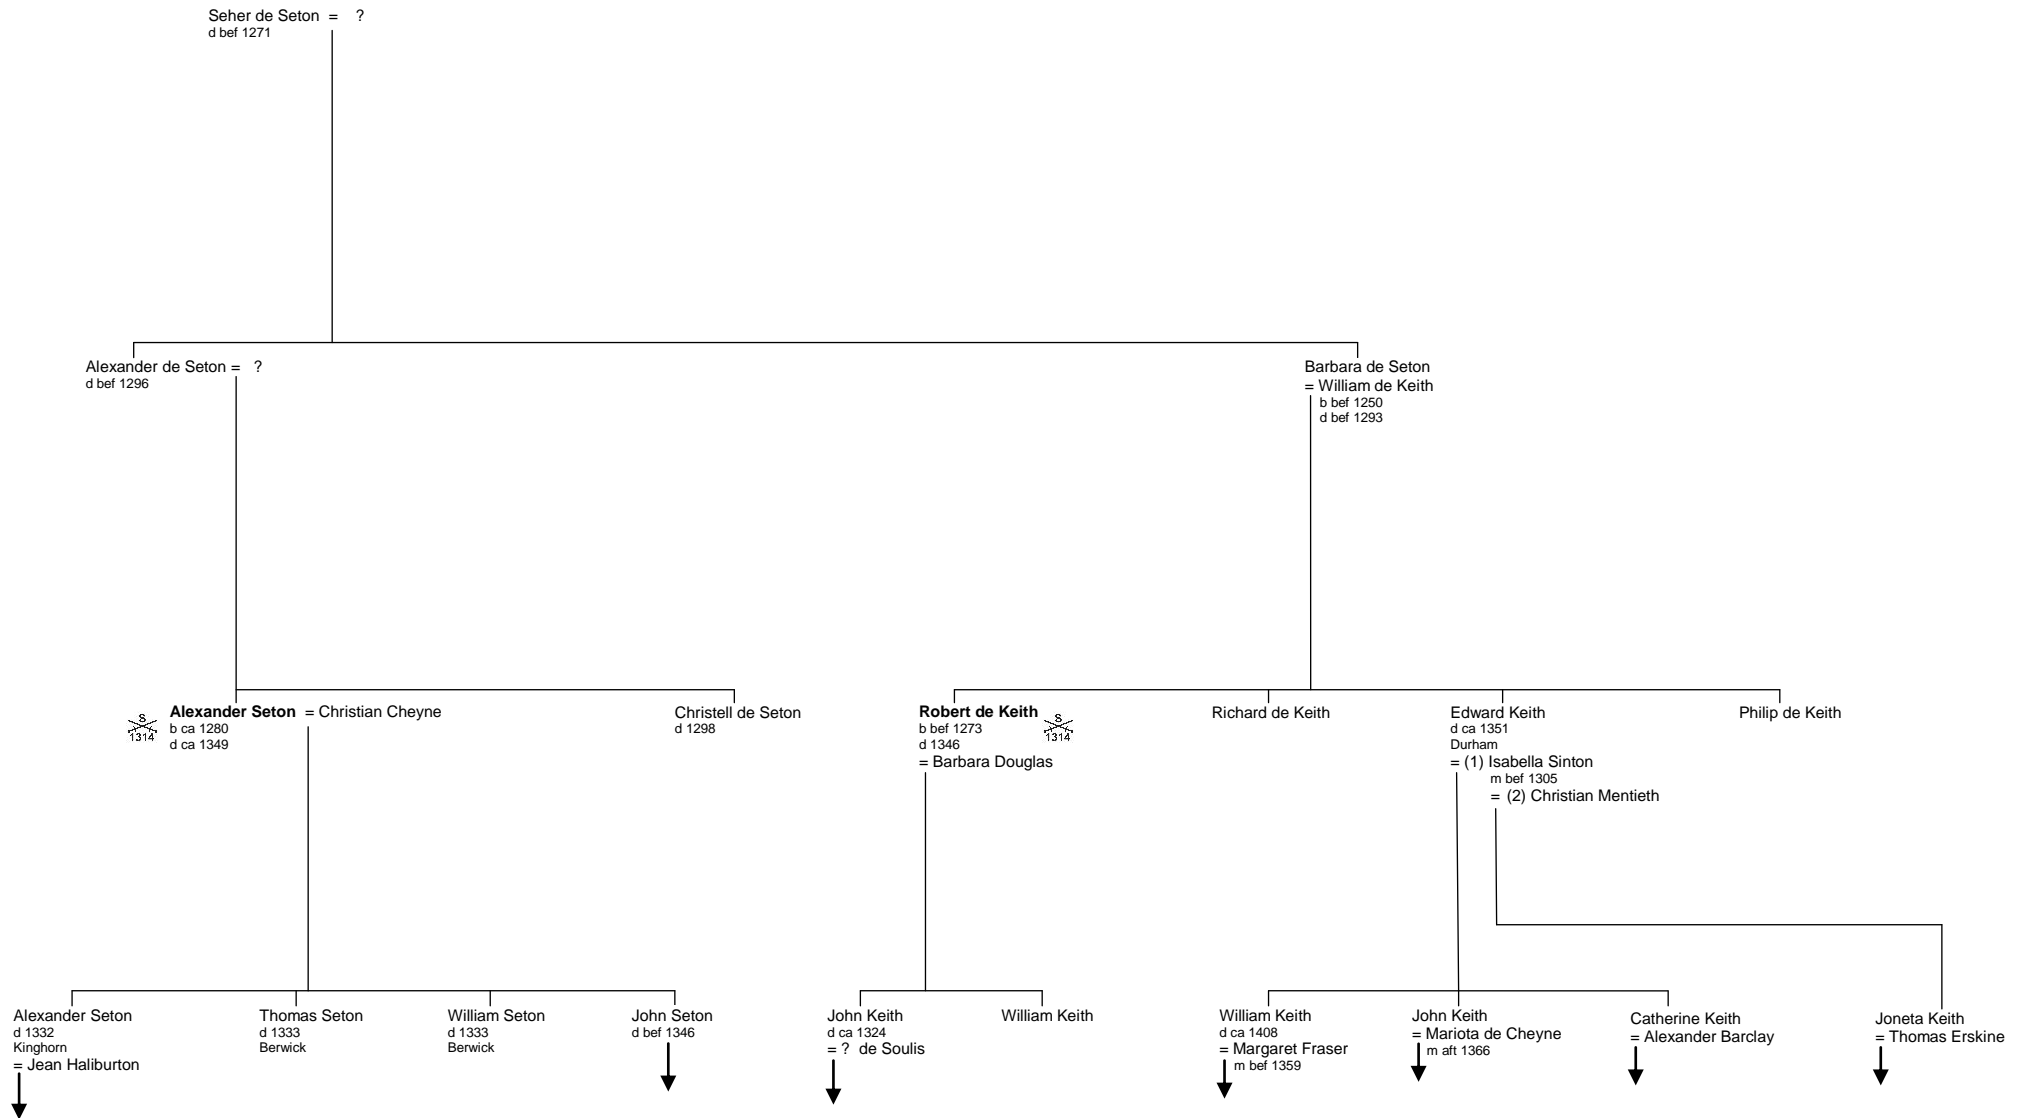 Seher de Seton = ?
d bef 1271
Alexander de Seton = ?
d bef 1296
Barbara de Seton
= William de Keith
b bef 1250
d bef 1293
S
1314
Alexander Seton = Christian Cheyne
b ca 1280
d ca 1349
Christell de Seton
d 1298
Robert de Keith
b bef 1273
d 1346
= Barbara Douglas
S
1314
Richard de Keith
Edward Keith
d ca 1351
Durham
= (1) Isabella Sinton
m bef 1305
= (2) Christian Mentieth
Philip de Keith
Alexander Seton
d 1332
Kinghorn
= Jean Haliburton
Thomas Seton
d 1333
Berwick
William Seton
d 1333
Berwick
John Seton
d bef 1346
John Keith
d ca 1324
= ? de Soulis
William Keith
William Keith
d ca 1408
= Margaret Fraser
m bef 1359
John Keith
= Mariota de Cheyne
m aft 1366
Catherine Keith
= Alexander Barclay
Joneta Keith
= Thomas Erskine